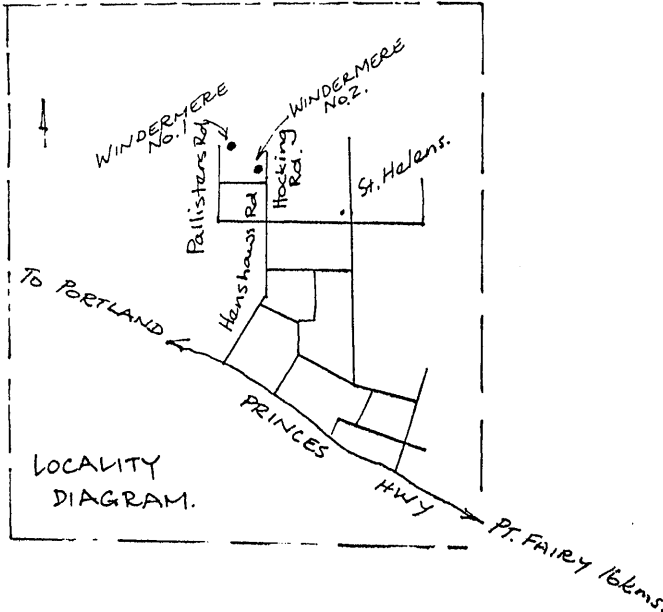 WINDERMERE
No.1
WINDERMERE
No.2.
Pallisters Rd
Hocking
Rd.
St. Helens.
Henshaws Rd
TO PORTLAND
PRINCES
HWY
LOCALITY
DIAGRAM.
PT. FAIRY 16kms.